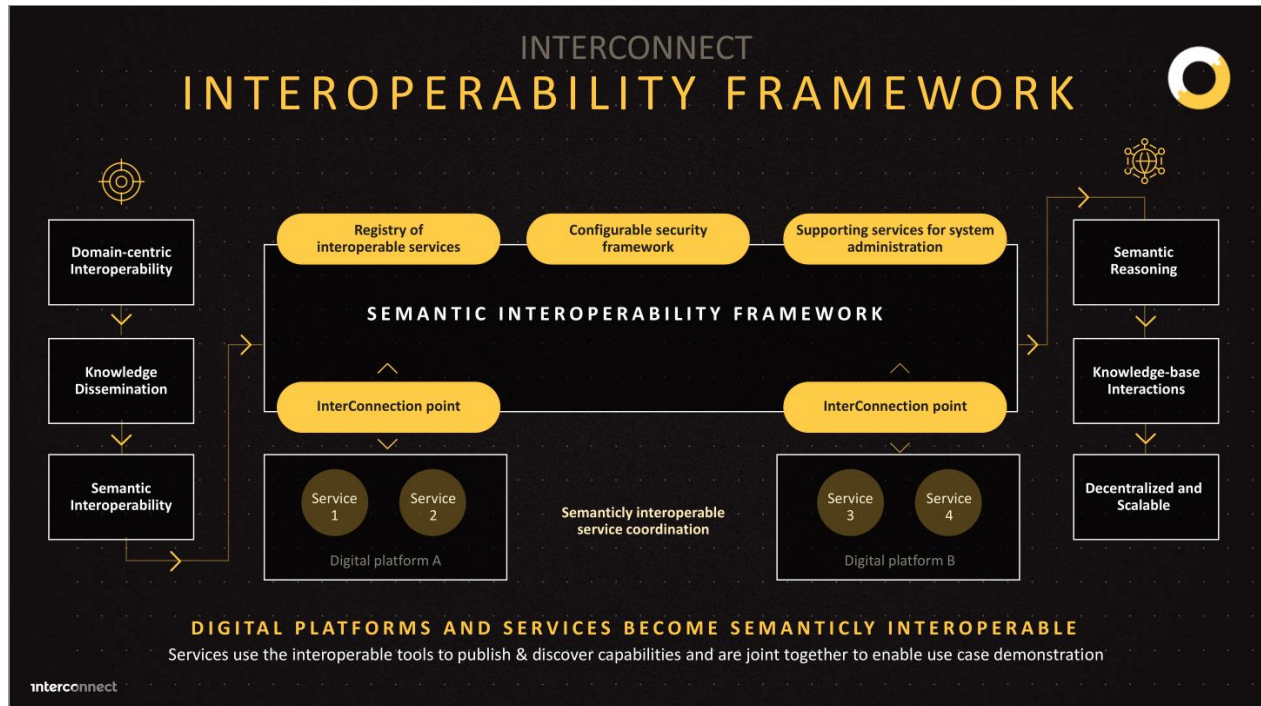 INTERCONNECT
INTEROPERABILITY FRAMEWORK
Domain-centric
Interoperability
Knowledge
Dissemination
Semantic
Interoperability
Registry of
interoperable services
Configurable security
framework
Supporting services for system
administration
SEMANTIC INTEROPERABILITY FRAMEWORK
InterConnection point
InterConnection point
Service
1
Service
2
Digital platform A
Semanticly interoperable
service coordination
Service
3
Service
4
Digital platform B
Semantic
Reasoning
Knowledge-base
Interactions
Decentralized and
Scalable
DIGITAL PLATFORMS AND SERVICES BECOME SEMANTICLY INTEROPERABLE
Services use the interoperable tools to publish & discover capabilities and are joint together to enable use case demonstration
interconnect